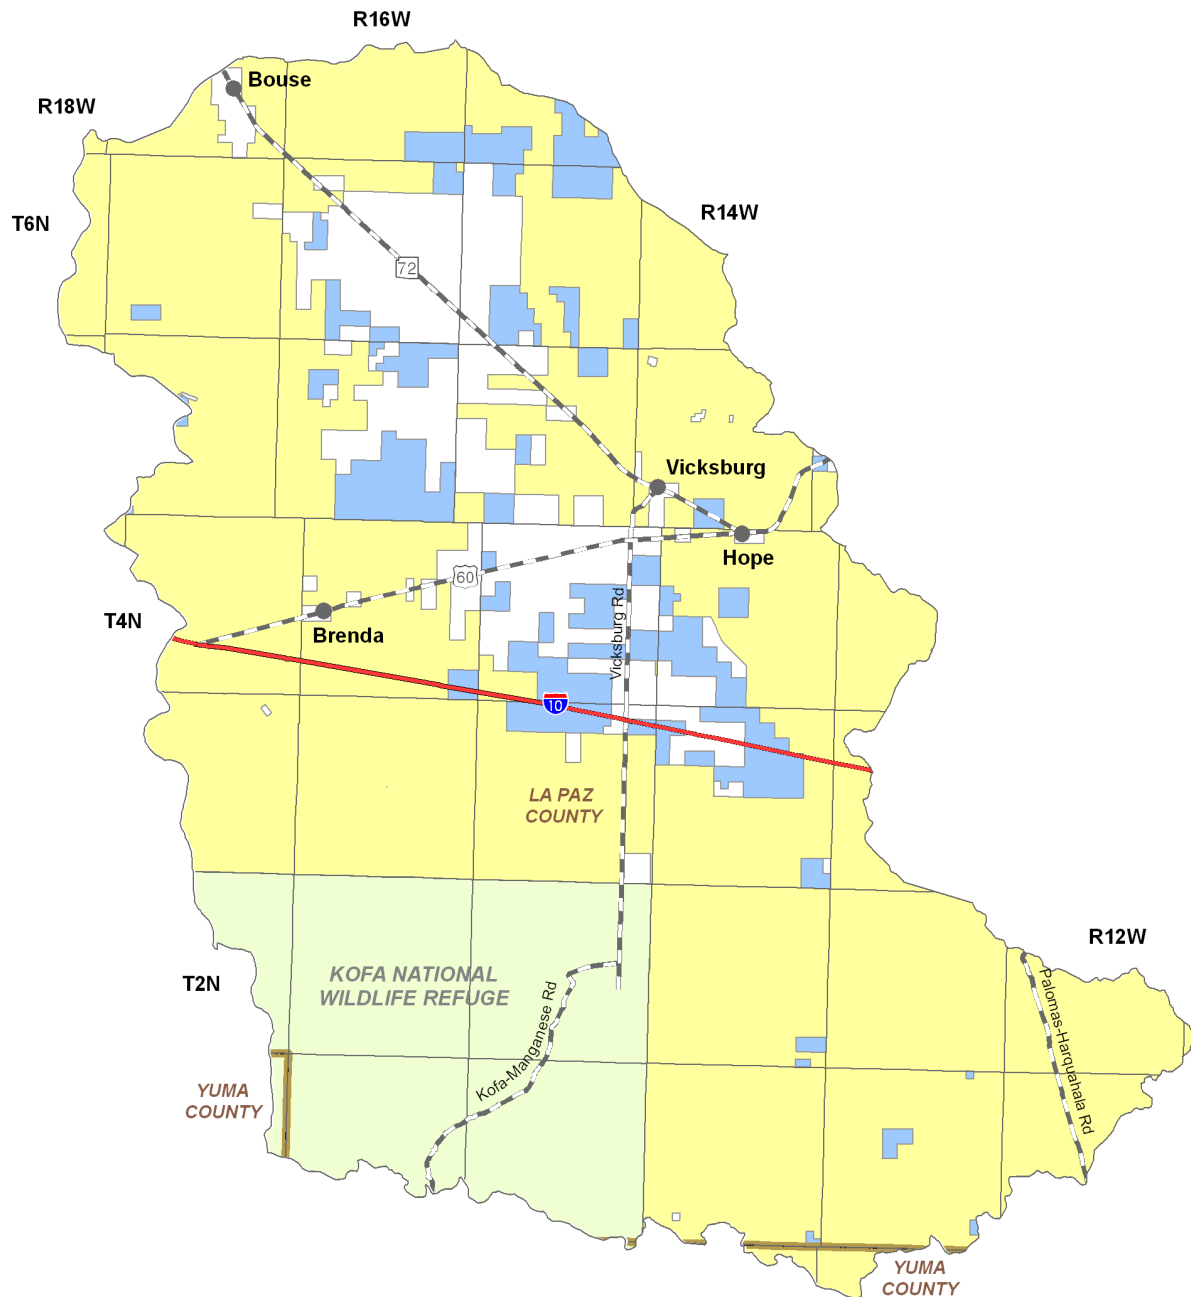 R16W
Bouse
R18W
R14W
T6N
72
Vicksburg
Hope
60
Vicksburg Rd
T4N
Brenda
10
LA PAZ
COUNTY
R12W
KOFA NATIONAL
WILDLIFE REFUGE
T2N
Kofa-Manganese Rd
Palomas-Harquahala Rd
YUMA
COUNTY
YUMA
COUNTY